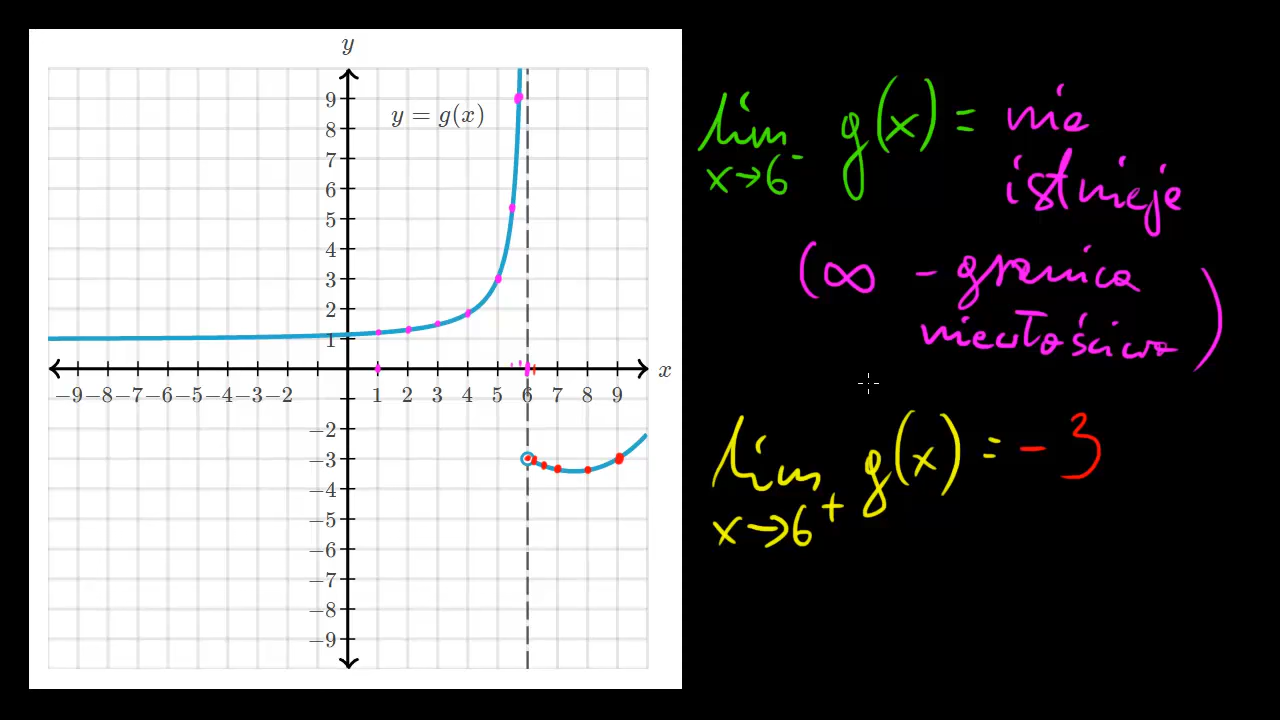 y
y = g(x)
9
8
7
6
5
4
3
2
1
x
−9 −8 −7 −6 −5 −4 −3 −2 1 2 3 4 5 6 7 8 9
−2
−3
−4
−5
−6
−7
−8
−9
lim g(x) = nie
x→6⁻
istnieje
(∞ - granica
niewłaściwa)
lim g(x) = -3
x→6⁺